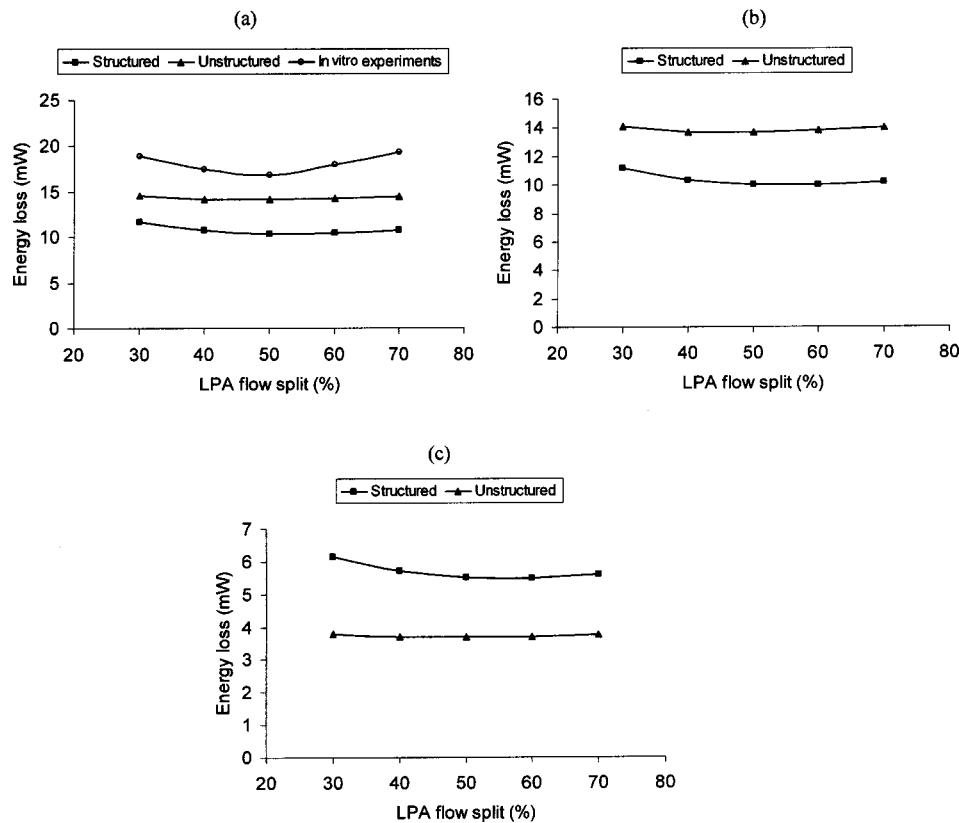 (a)
Structured Unstructured In vitro experiments
Energy loss (mW)
25
20
15
10
5
0
20 30 40 50 60 70 80
LPA flow split (%)
(b)
Structured Unstructured
Energy loss (mW)
16
14
12
10
8
6
4
2
0
20 30 40 50 60 70 80
LPA flow split (%)
(c)
Structured Unstructured
Energy loss (mW)
7
6
5
4
3
2
1
0
20 30 40 50 60 70 80
LPA flow split (%)